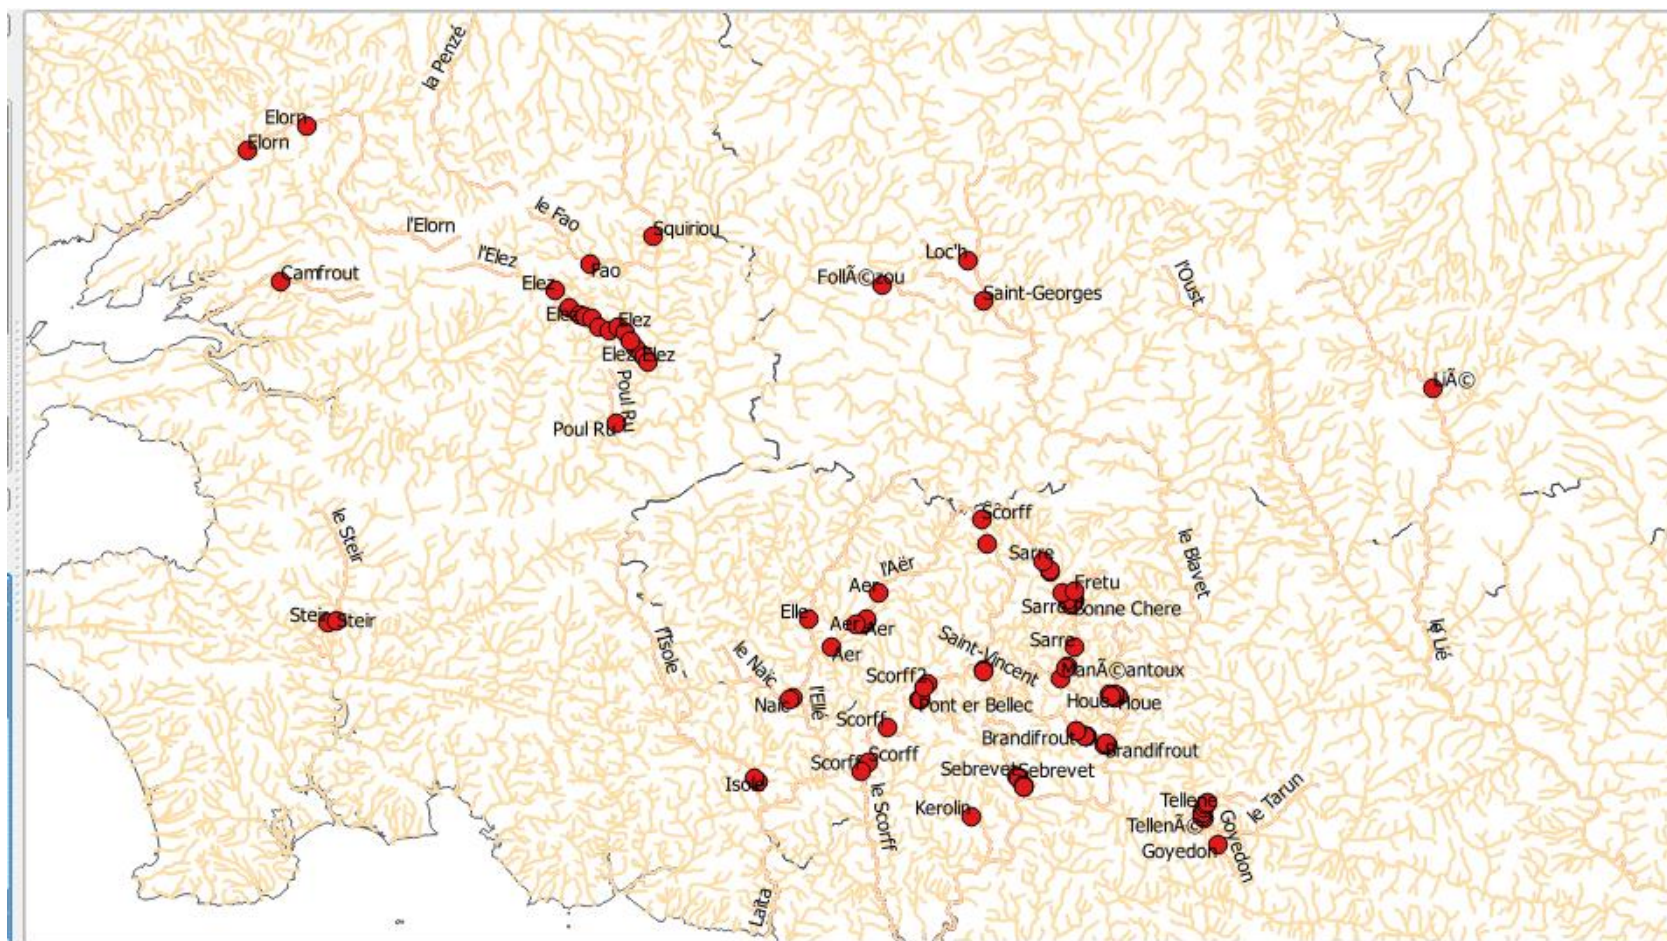 la Penzé
Elorn
Elorn
le Fao
l'Elorn
Squiriou
l'Elez
Loc'h
Camfrout
Fao
FollÃ©zou
l'Oust
Elez
Saint-Georges
Elez
Elez
Elez
Elez
LiÃ©
Poul Ru
Poul Ru
Scorff
le Steir
Sarre
le Blavet
l'Aër
Aer
Fretu
Sarre
Bonne Chere
Elle
Steir
Steir
Aer
Aer
l'Isole
Saint-Vincent
Sarre
le Lié
Aer
le Naïc
ManÃ©antoux
Scorff2
Naic
l'Ellé
Pont er Bellec
Houe
Houe
Scorff
Brandifrout
Brandifrout
Scorff
Scorff
Sebrevet
Sebrevet
Isole
le Scorff
Kerolin
Tellene
le Tarun
TellenÃ©
Goyedon
Goyedon
Laïta